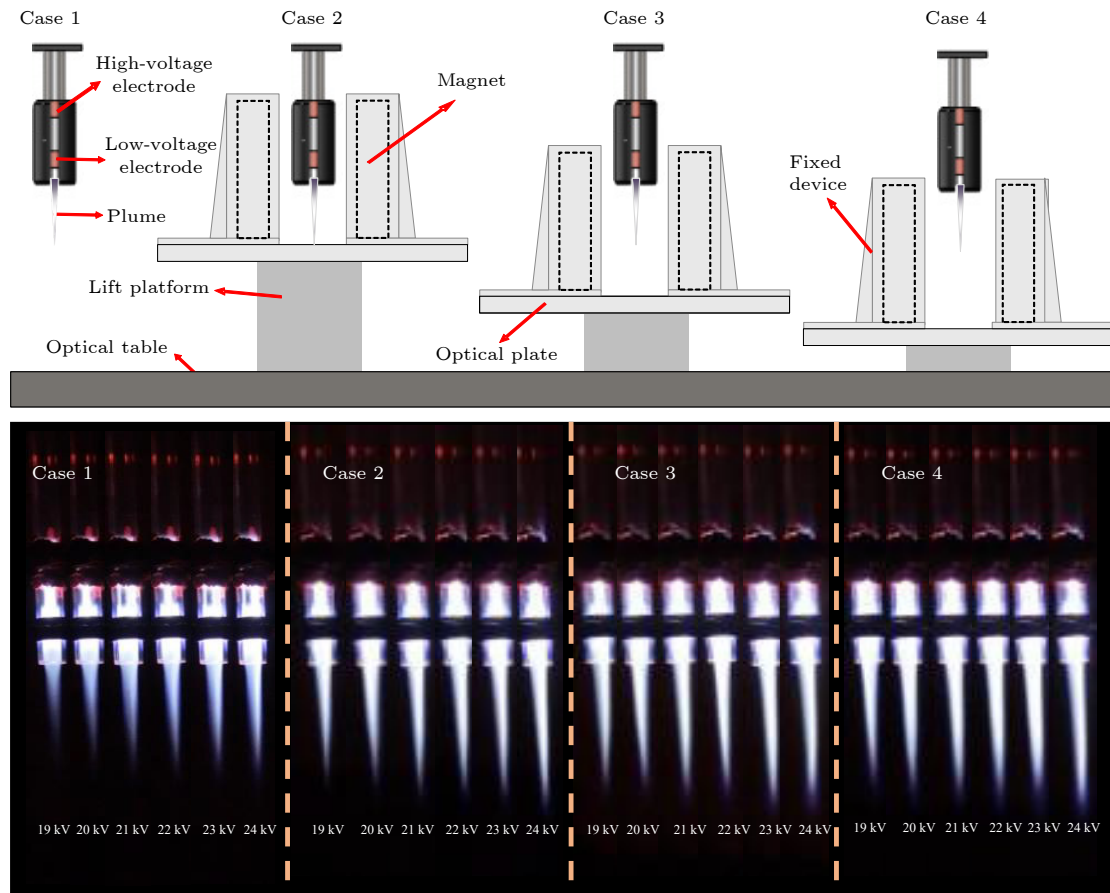 Case 1
Case 2
Case 3
Case 4
High-voltage
electrode
Magnet
Low-voltage
electrode
Fixed
device
Plume
Lift platform
Optical table
Optical plate
Case 1
Case 2
Case 3
Case 4
19 kV 20 kV 21 kV 22 kV 23 kV 24 kV
19 kV 20 kV 21 kV 22 kV 23 kV 24 kV
19 kV 20 kV 21 kV 22 kV 23 kV 24 kV
19 kV 20 kV 21 kV 22 kV 23 kV 24 kV